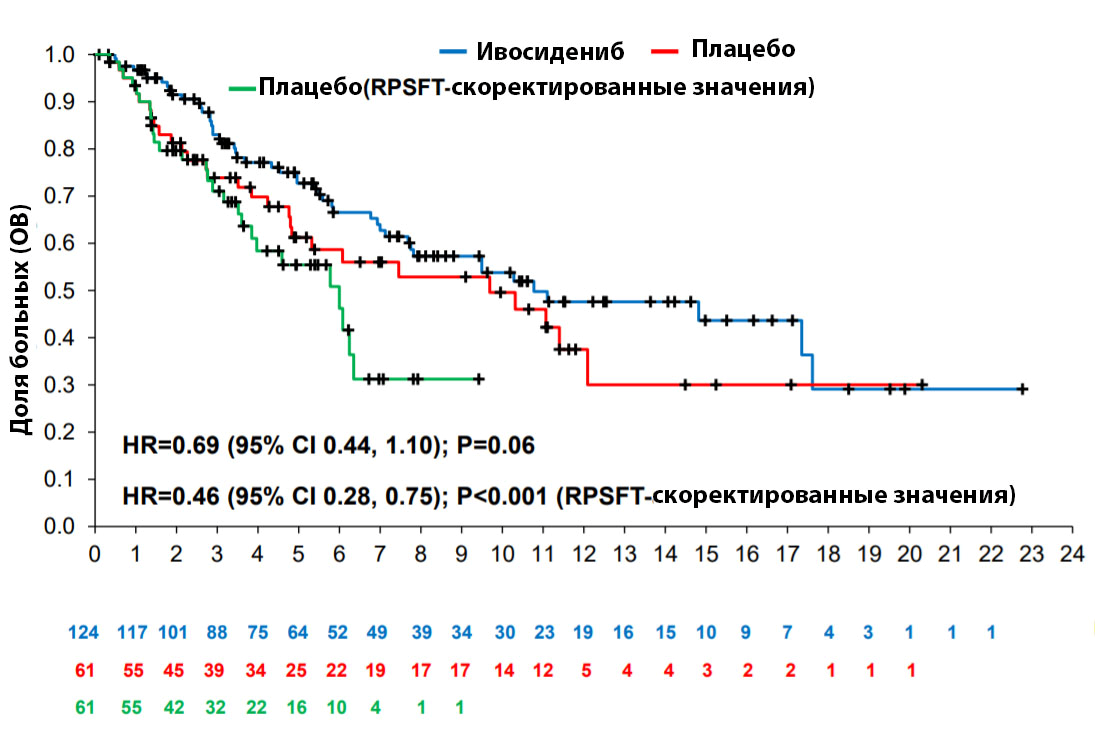 Ивосидениб
Плацебо
Плацебо(RPSFT-скоректированные значения)
Доля больных (ОВ)
1.0
0.9
0.8
0.7
0.6
0.5
0.4
0.3
0.2
0.1
0.0
HR=0.69 (95% CI 0.44, 1.10); P=0.06
HR=0.46 (95% CI 0.28, 0.75); P<0.001 (RPSFT-скоректированные значения)
0 1 2 3 4 5 6 7 8 9 10 11 12 13 14 15 16 17 18 19 20 21 22 23 24
124 117 101 88 75 64 52 49 39 34 30 23 19 16 15 10 9 7 4 3 1 1 1
61 55 45 39 34 25 22 19 17 17 14 12 5 4 4 3 2 2 1 1 1
61 55 42 32 22 16 10 4 1 1